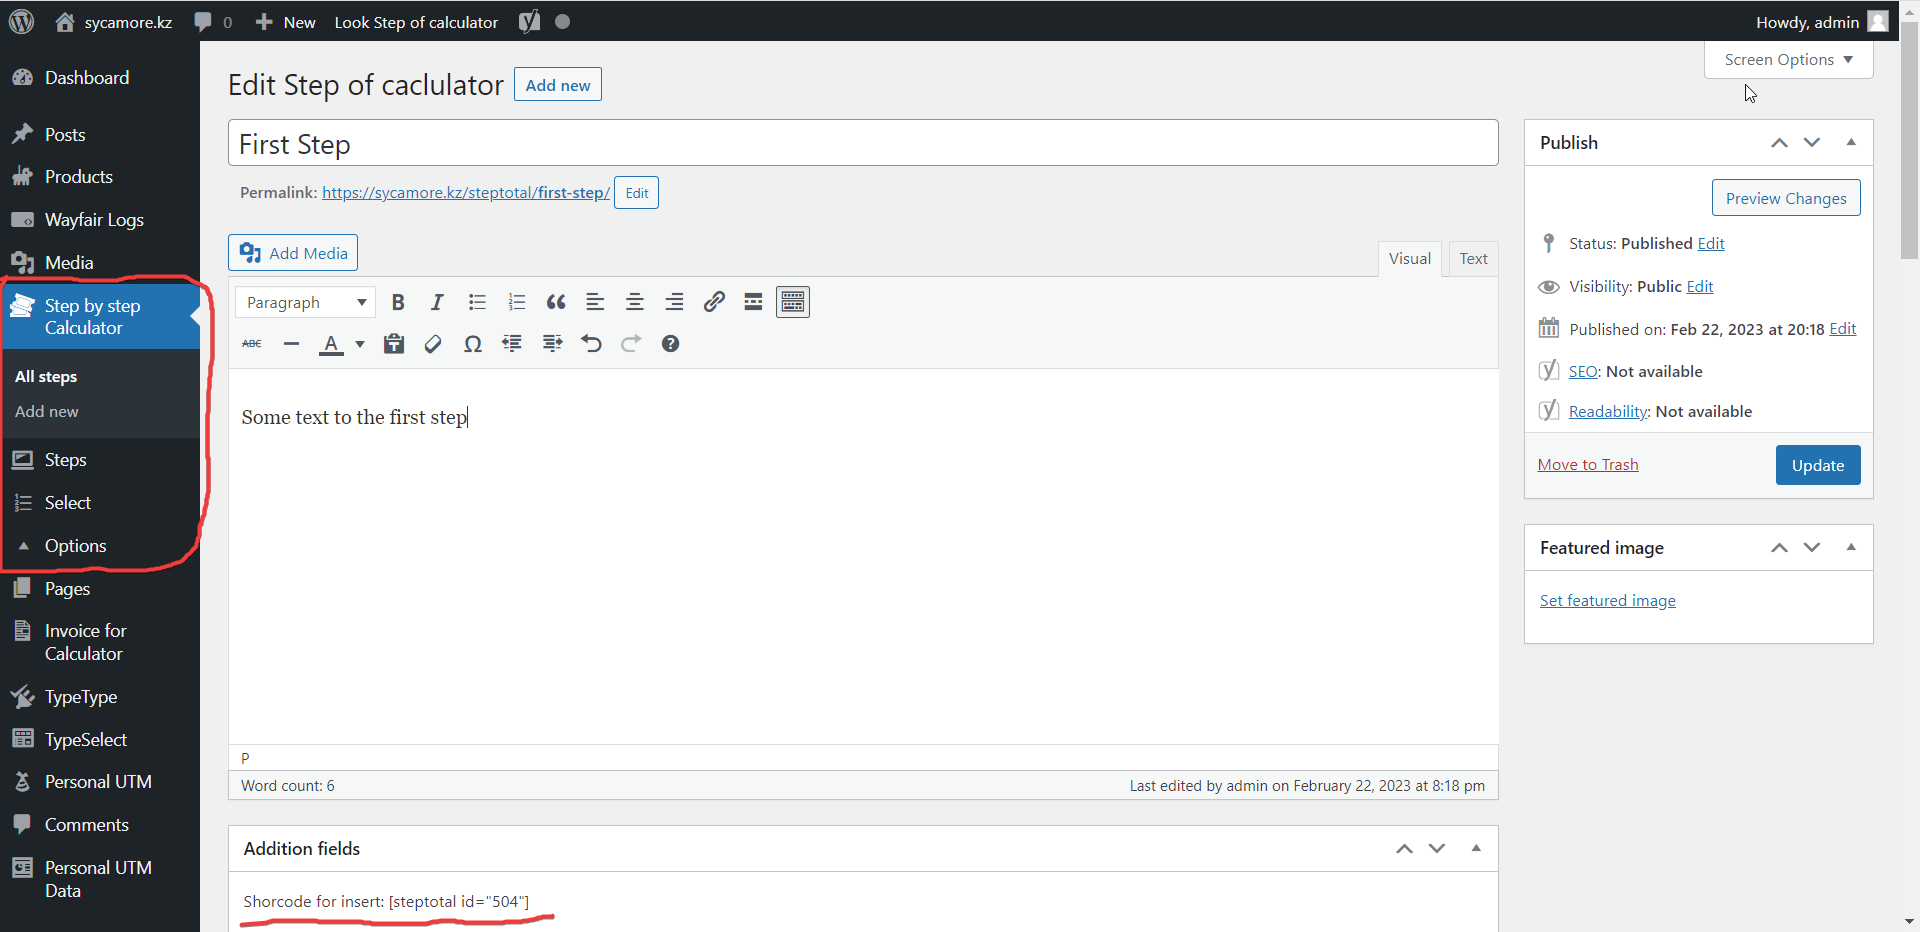 sycamore.kz 0 New Look Step of calculator Howdy, admin
Screen Options
Dashboard
Posts
Products
Wayfair Logs
Media
Step by step
Calculator
All steps
Add new
Steps
Select
Options
Pages
Invoice for
Calculator
TypeType
TypeSelect
Personal UTM
Comments
Personal UTM
Data
Edit Step of caclulator Add new
First Step
Permalink: https://sycamore.kz/steptotal/first-step/ Edit
Add Media
Visual Text
Paragraph
ABC
Some text to the first step
P
Word count: 6 Last edited by admin on February 22, 2023 at 8:18 pm
Addition fields
Shorcode for insert: [steptotal id="504"]
Publish
Preview Changes
Status: Published Edit
Visibility: Public Edit
Published on: Feb 22, 2023 at 20:18 Edit
SEO: Not available
Readability: Not available
Move to Trash Update
Featured image
Set featured image